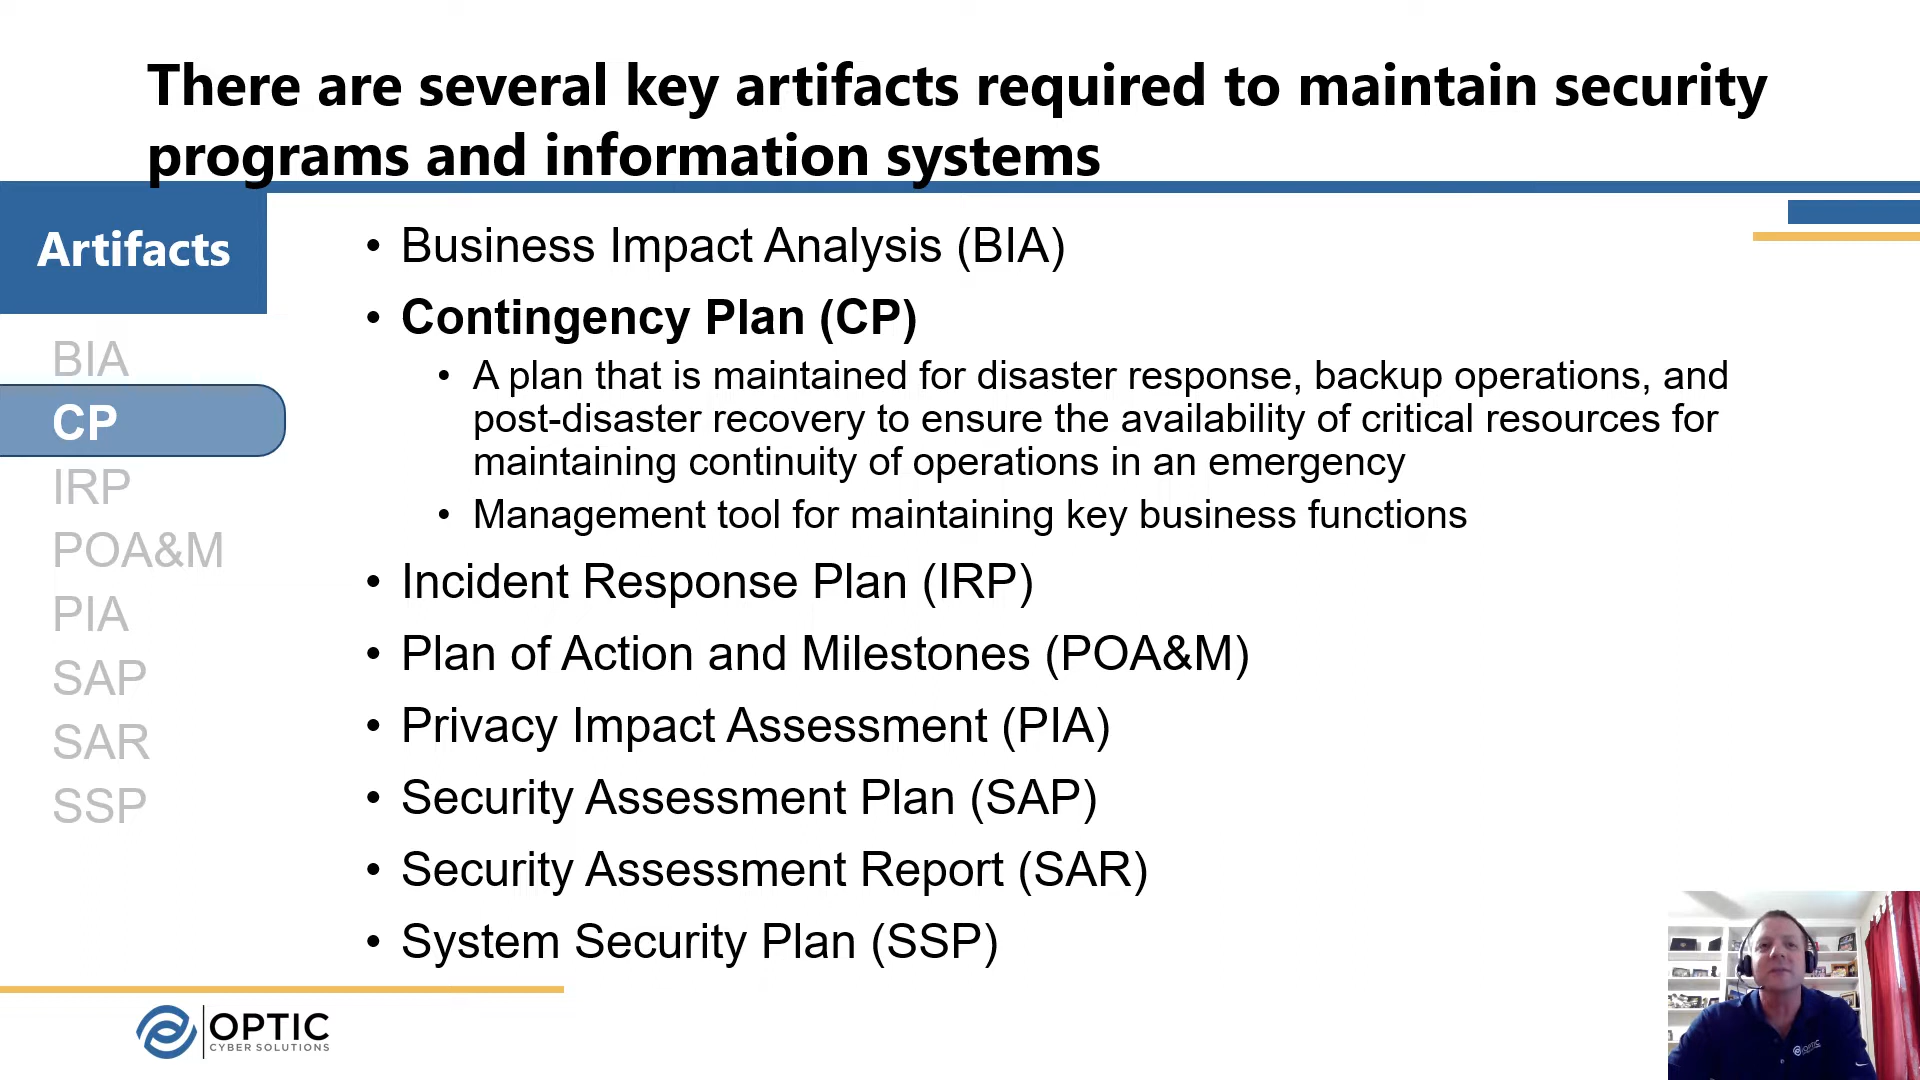 There are several key artifacts required to maintain security
programs and information systems
Artifacts
BIA
CP
IRP
POA&M
PIA
SAP
SAR
SSP
• Business Impact Analysis (BIA)
• Contingency Plan (CP)
• A plan that is maintained for disaster response, backup operations, and
post-disaster recovery to ensure the availability of critical resources for
maintaining continuity of operations in an emergency
• Management tool for maintaining key business functions
• Incident Response Plan (IRP)
• Plan of Action and Milestones (POA&M)
• Privacy Impact Assessment (PIA)
• Security Assessment Plan (SAP)
• Security Assessment Report (SAR)
• System Security Plan (SSP)
OPTIC
CYBER SOLUTIONS
OPTIC